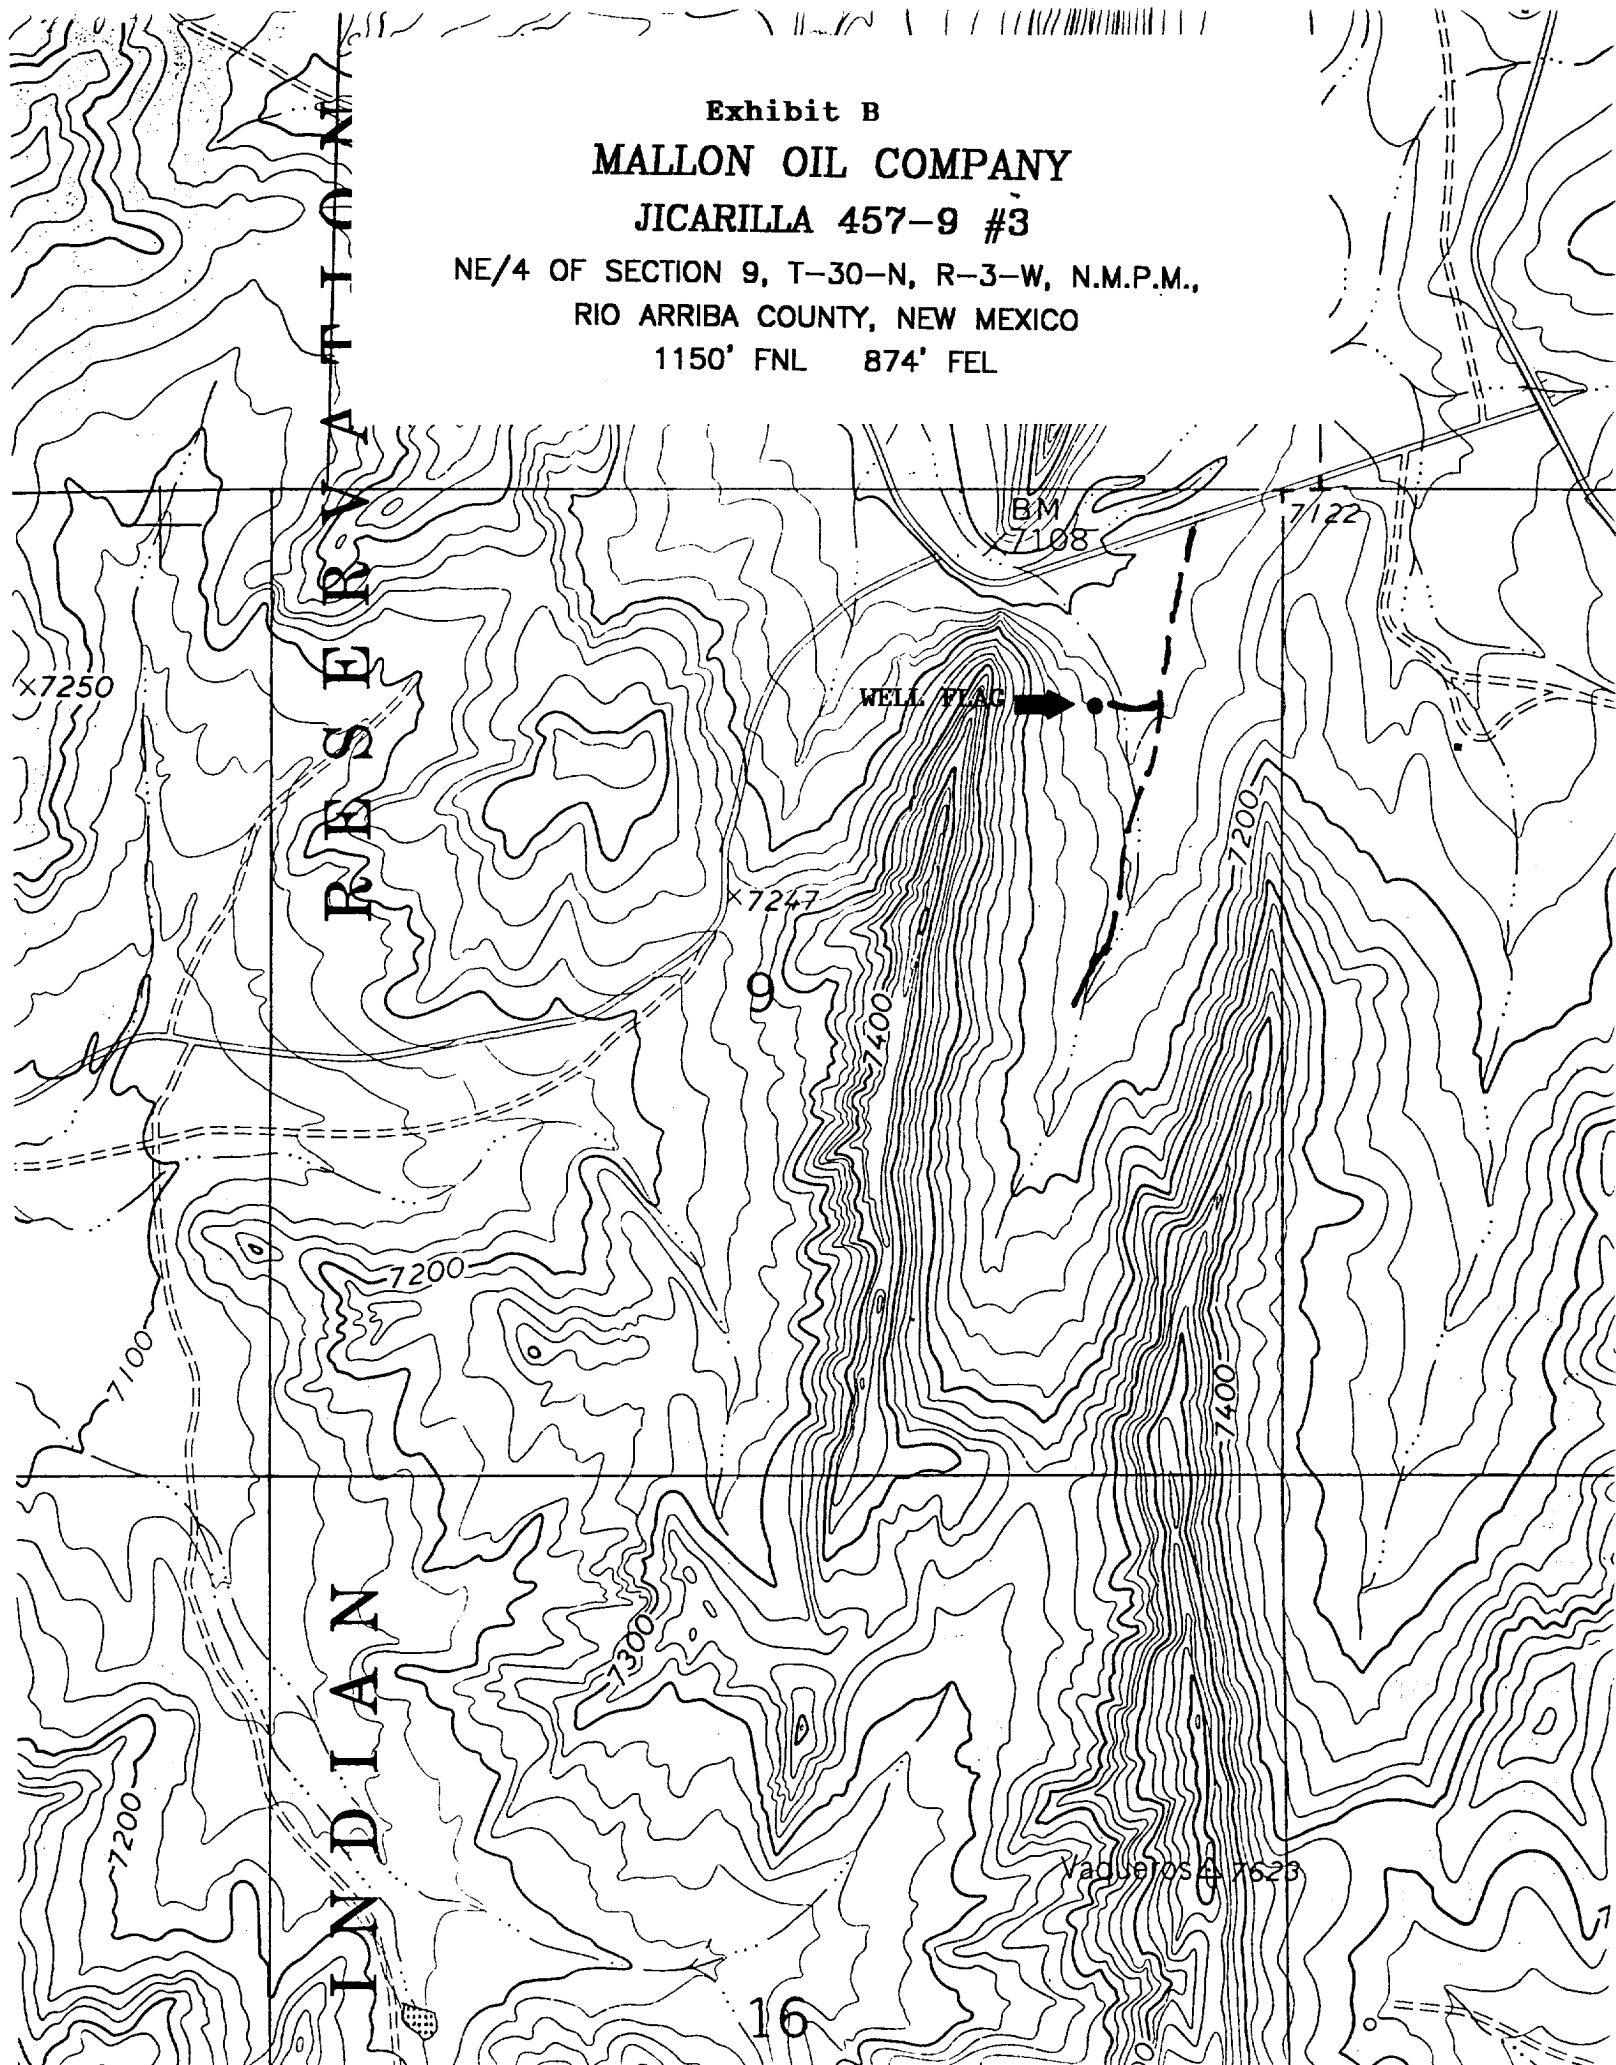 Exhibit B
MALLON OIL COMPANY
JICARILLA 457-9 #3
NE/4 OF SECTION 9, T-30-N, R-3-W, N.M.P.M.,
RIO ARRIBA COUNTY, NEW MEXICO
1150' FNL 874' FEL
INDIAN RESERVATION
BM
×7108
7122
×7250
WELL FLAG
7200
×7247
9
7400
7200
7100
7400
7300
7200
Vaqueros 7623
16